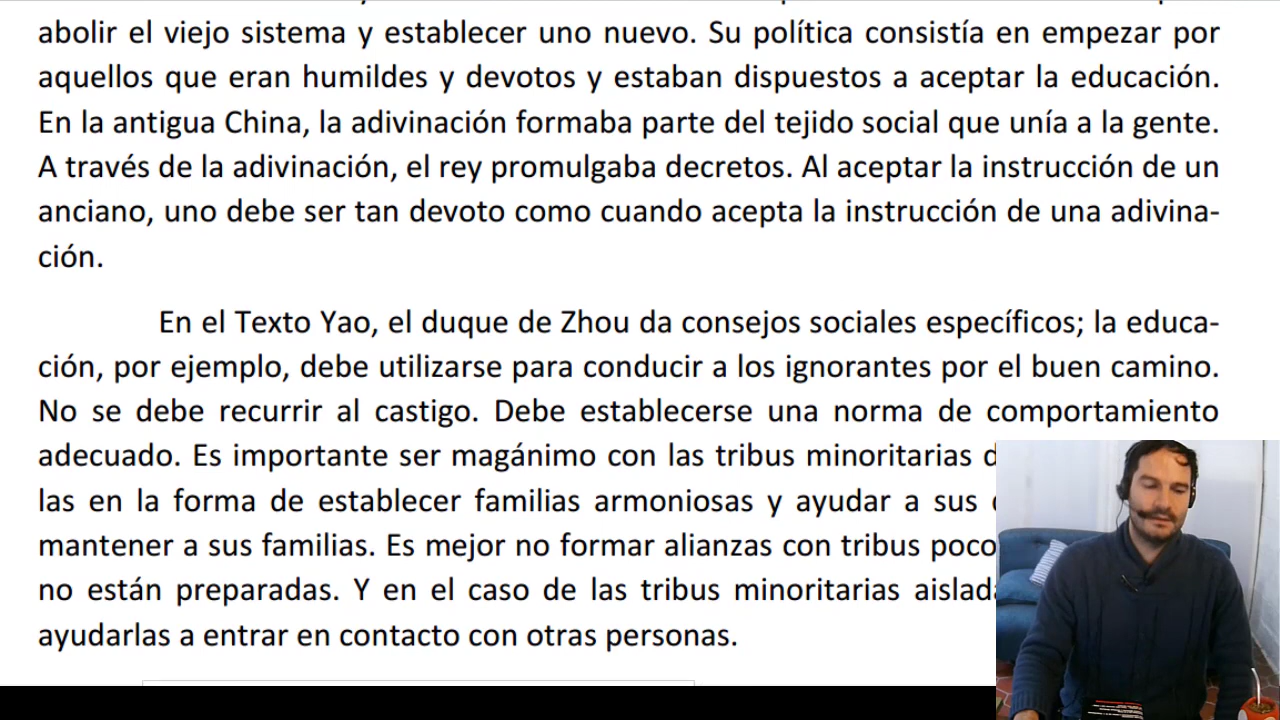 abolir el viejo sistema y establecer uno nuevo. Su política consistía en empezar por
aquellos que eran humildes y devotos y estaban dispuestos a aceptar la educación.
En la antigua China, la adivinación formaba parte del tejido social que unía a la gente.
A través de la adivinación, el rey promulgaba decretos. Al aceptar la instrucción de un
anciano, uno debe ser tan devoto como cuando acepta la instrucción de una adivina-
ción.
En el Texto Yao, el duque de Zhou da consejos sociales específicos; la educa-
ción, por ejemplo, debe utilizarse para conducir a los ignorantes por el buen camino.
No se debe recurrir al castigo. Debe establecerse una norma de comportamiento
adecuado. Es importante ser magánimo con las tribus minoritarias
las en la forma de establecer familias armoniosas y ayudar a sus
mantener a sus familias. Es mejor no formar alianzas con tribus poco
no están preparadas. Y en el caso de las tribus minoritarias
ayudarlas a entrar en contacto con otras personas.